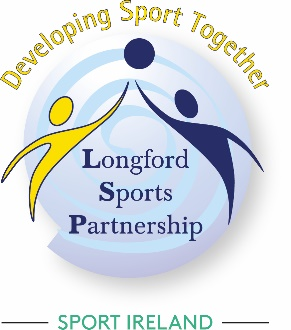 Developing Sport Together
Longford
Sports
Partnership
SPORT IRELAND